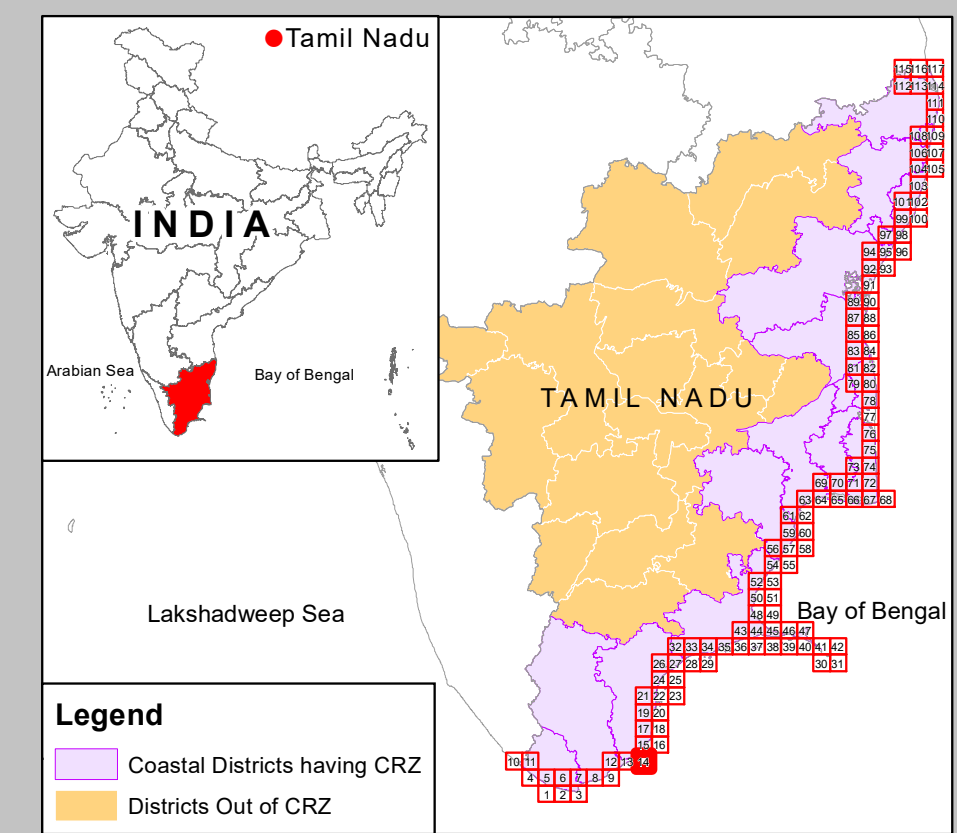 Tamil Nadu
INDIA
Arabian Sea
Bay of Bengal
115 116 117
112 113 114
111
110
108 109
106 107
104 105
103
101 102
99 100
97 98
94 95 96
92 93
91
89 90
87 88
85 86
83 84
81 82
79 80
TAMIL NADU
78
77
76
75
73 74
69 70 71 72
63 64 65 66 67 68
61 62
59 60
56 57 58
54 55
52 53
50 51
48 49
Bay of Bengal
Lakshadweep Sea
43 44 45 46 47
32 33 34 35 36 37 38 39 40 41 42
26 27 28 29 30 31
24 25
21 22 23
19 20
17 18
15 16
10 11 12 13 14
4 5 6 7 8 9
1 2 3
Legend
Coastal Districts having CRZ
Districts Out of CRZ